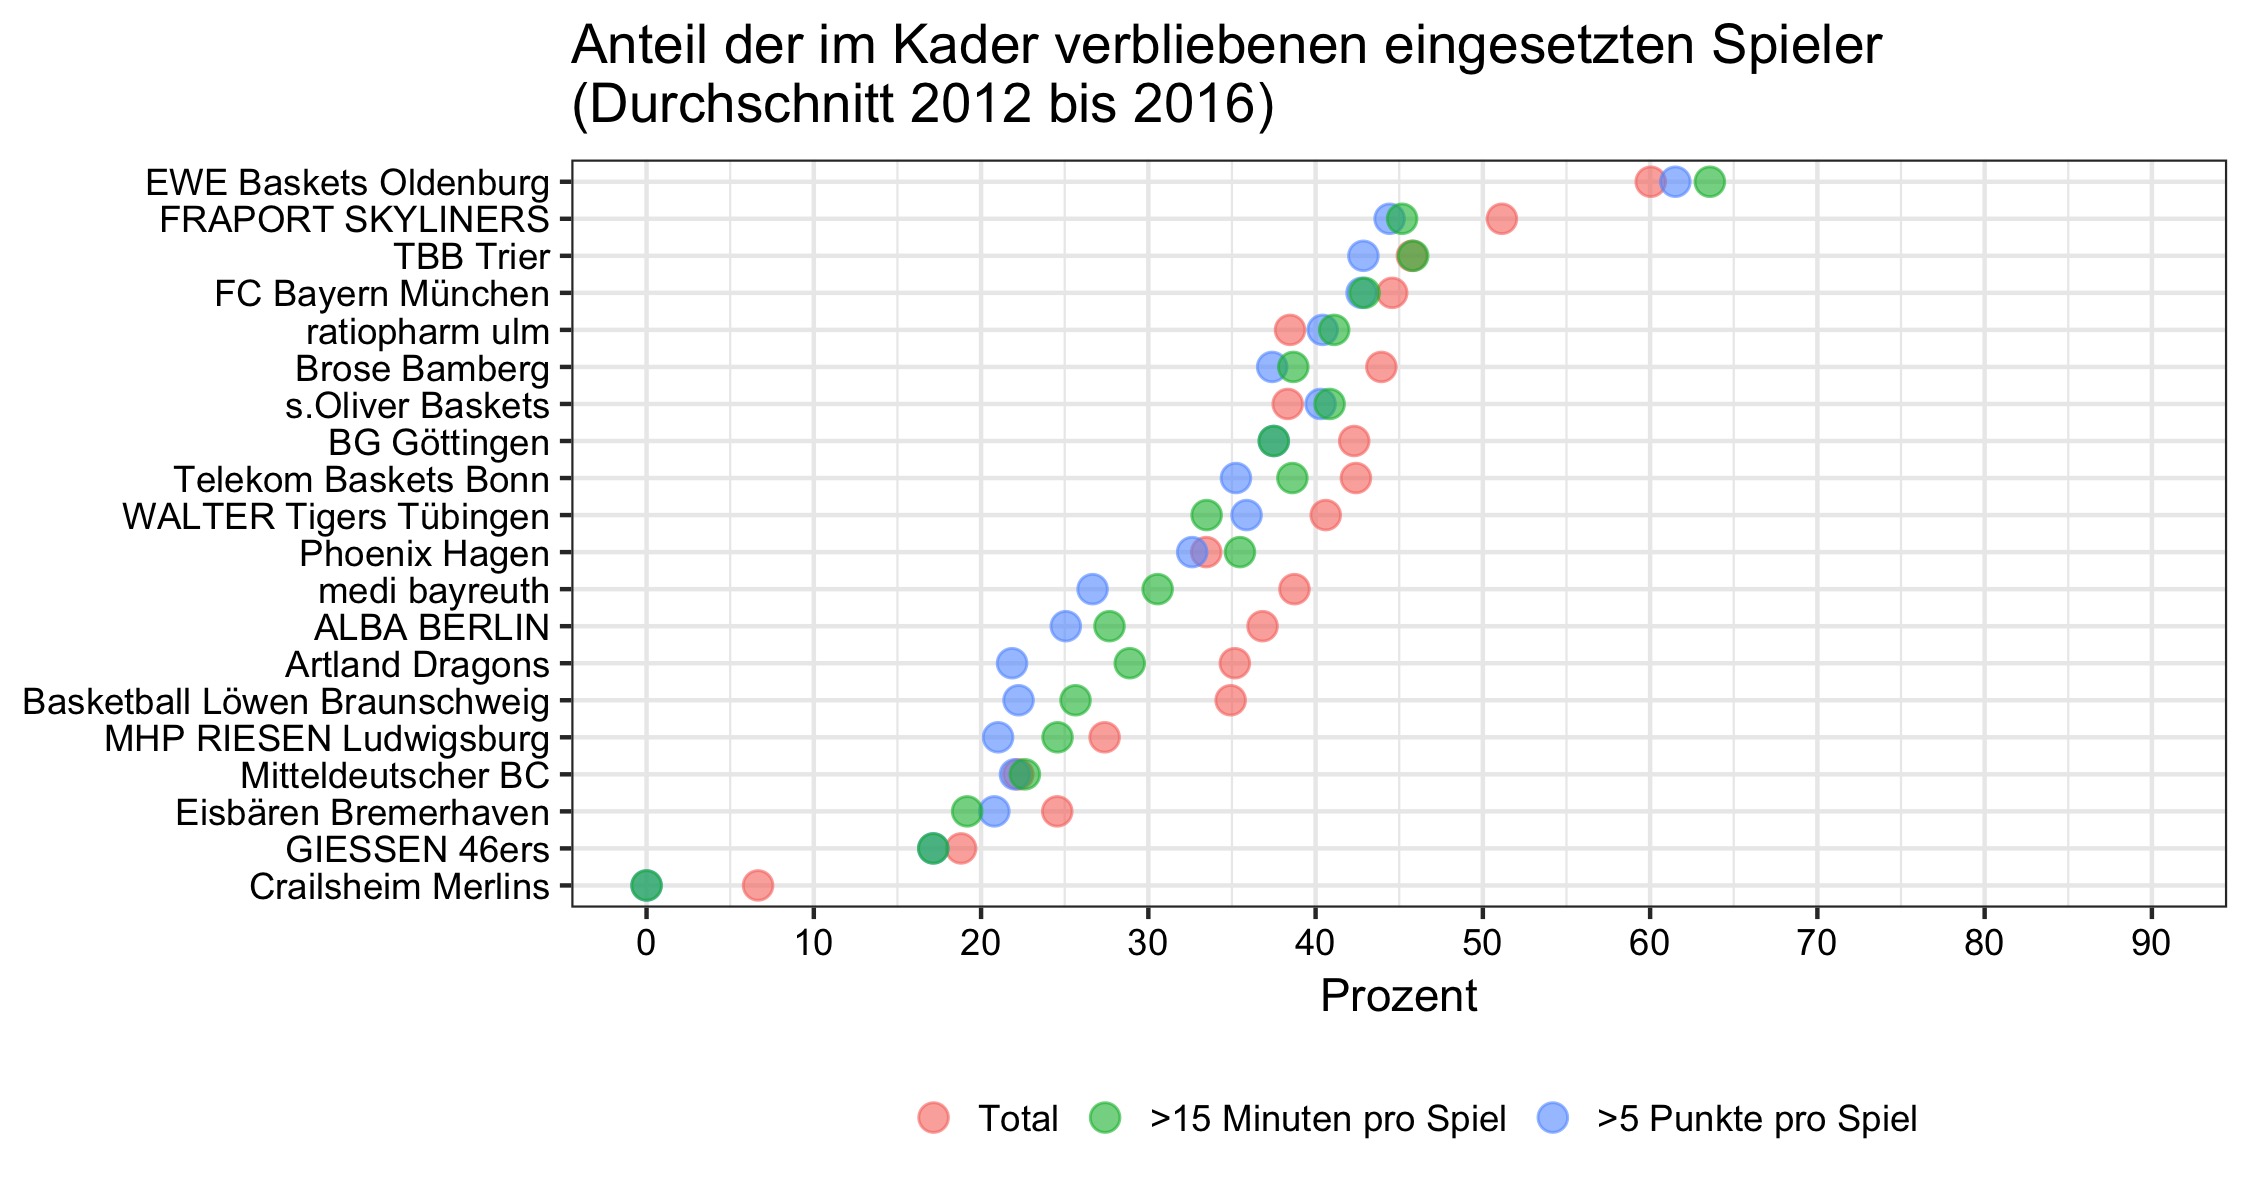 Anteil der im Kader verbliebenen eingesetzten Spieler
(Durchschnitt 2012 bis 2016)
EWE Baskets Oldenburg
FRAPORT SKYLINERS
TBB Trier
FC Bayern München
ratiopharm ulm
Brose Bamberg
s.Oliver Baskets
BG Göttingen
Telekom Baskets Bonn
WALTER Tigers Tübingen
Phoenix Hagen
medi bayreuth
ALBA BERLIN
Artland Dragons
Basketball Löwen Braunschweig
MHP RIESEN Ludwigsburg
Mitteldeutscher BC
Eisbären Bremerhaven
GIESSEN 46ers
Crailsheim Merlins
0 10 20 30 40 50 60 70 80 90
Prozent
Total >15 Minuten pro Spiel >5 Punkte pro Spiel